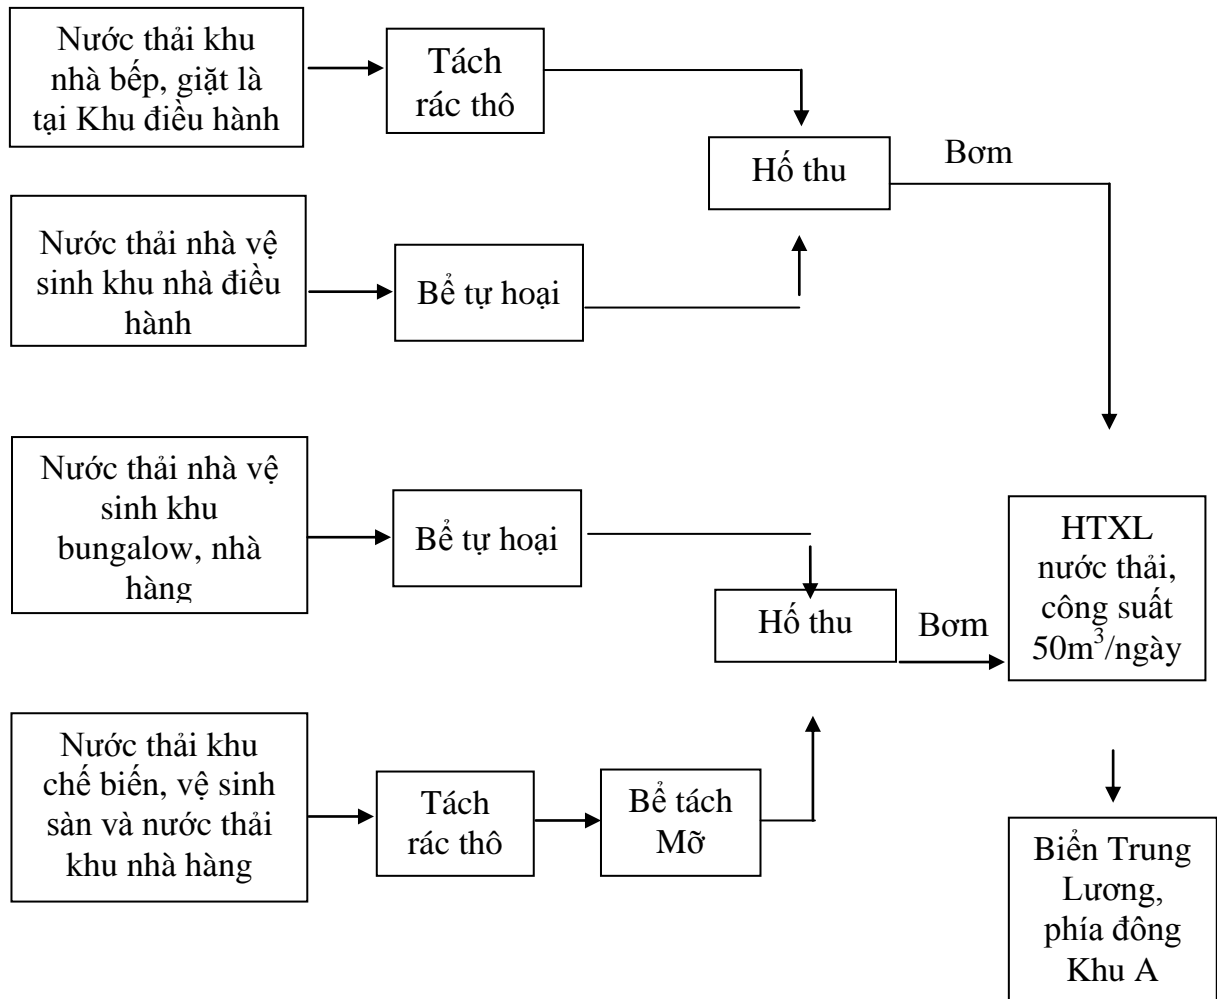 Nước thải khu
nhà bếp, giặt là
tại Khu điều hành
Tách
rác thô
Hố thu
Bơm
Nước thải nhà vệ
sinh khu nhà điều
hành
Bể tự hoại
Nước thải nhà vệ
sinh khu
bungalow, nhà
hàng
Bể tự hoại
Hố thu
Bơm
HTXL
nước thải,
công suất
50m³/ngày
Nước thải khu
chế biến, vệ sinh
sàn và nước thải
khu nhà hàng
Tách
rác thô
Bể tách
Mỡ
Biển Trung
Lương,
phía đông
Khu A